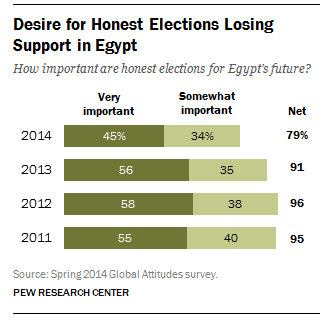 Desire for Honest Elections Losing
Support in Egypt
How important are honest elections for Egypt's future?
Very
important
Somewhat
important
Net
2014 45% 34% 79%
2013 56 35 91
2012 58 38 96
2011 55 40 95
Source: Spring 2014 Global Attitudes survey.
PEW RESEARCH CENTER